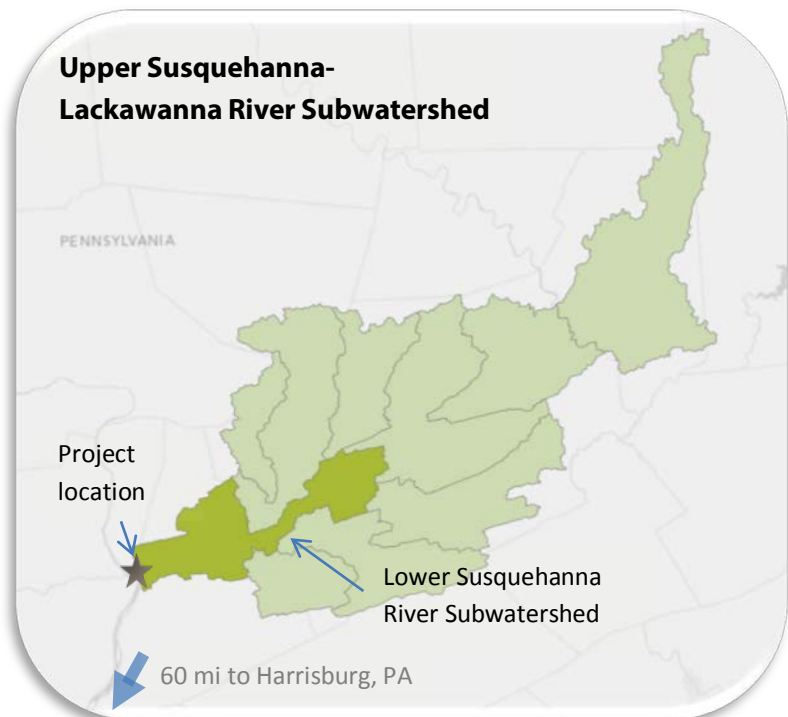 Upper Susquehanna-
Lackawanna River Subwatershed
PENNSYLVANIA
Project
location
Lower Susquehanna
River Subwatershed
60 mi to Harrisburg, PA